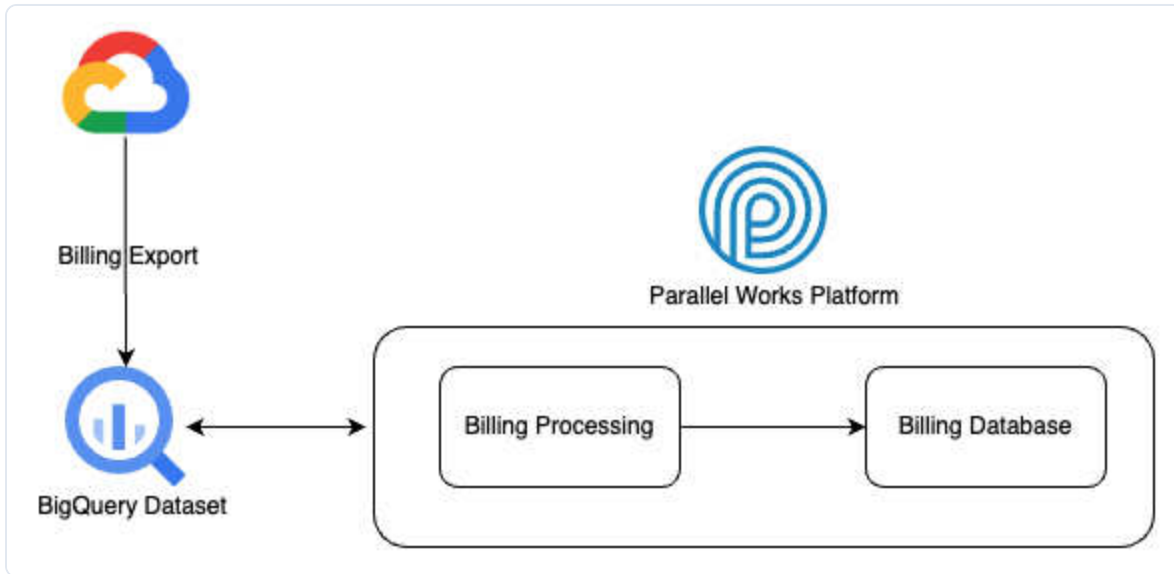 Billing Export
Parallel Works Platform
Billing Processing
Billing Database
BigQuery Dataset